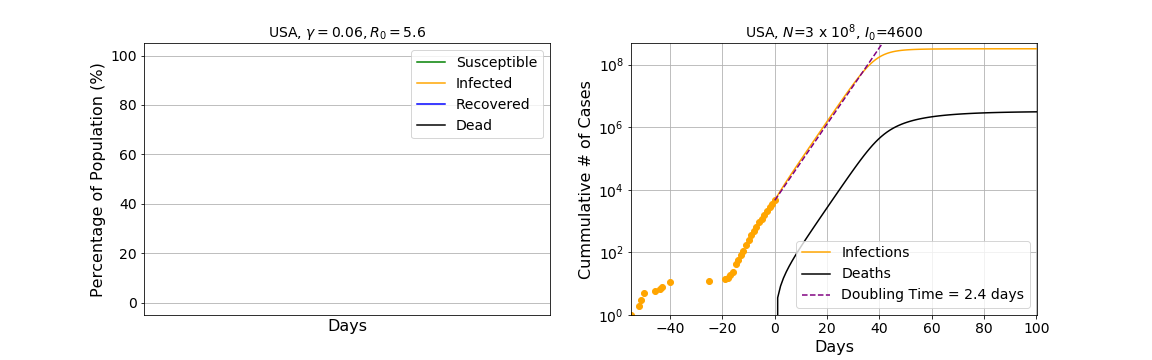 USA, γ = 0.06, R₀ = 5.6
Percentage of Population (%)
100
80
60
40
20
0
Susceptible
Infected
Recovered
Dead
Days
USA, N=3 x 10⁸, I₀=4600
Cummulative # of Cases
10⁸
10⁶
10⁴
10²
10⁰
Infections
Deaths
Doubling Time = 2.4 days
−40 −20 0 20 40 60 80 100
Days